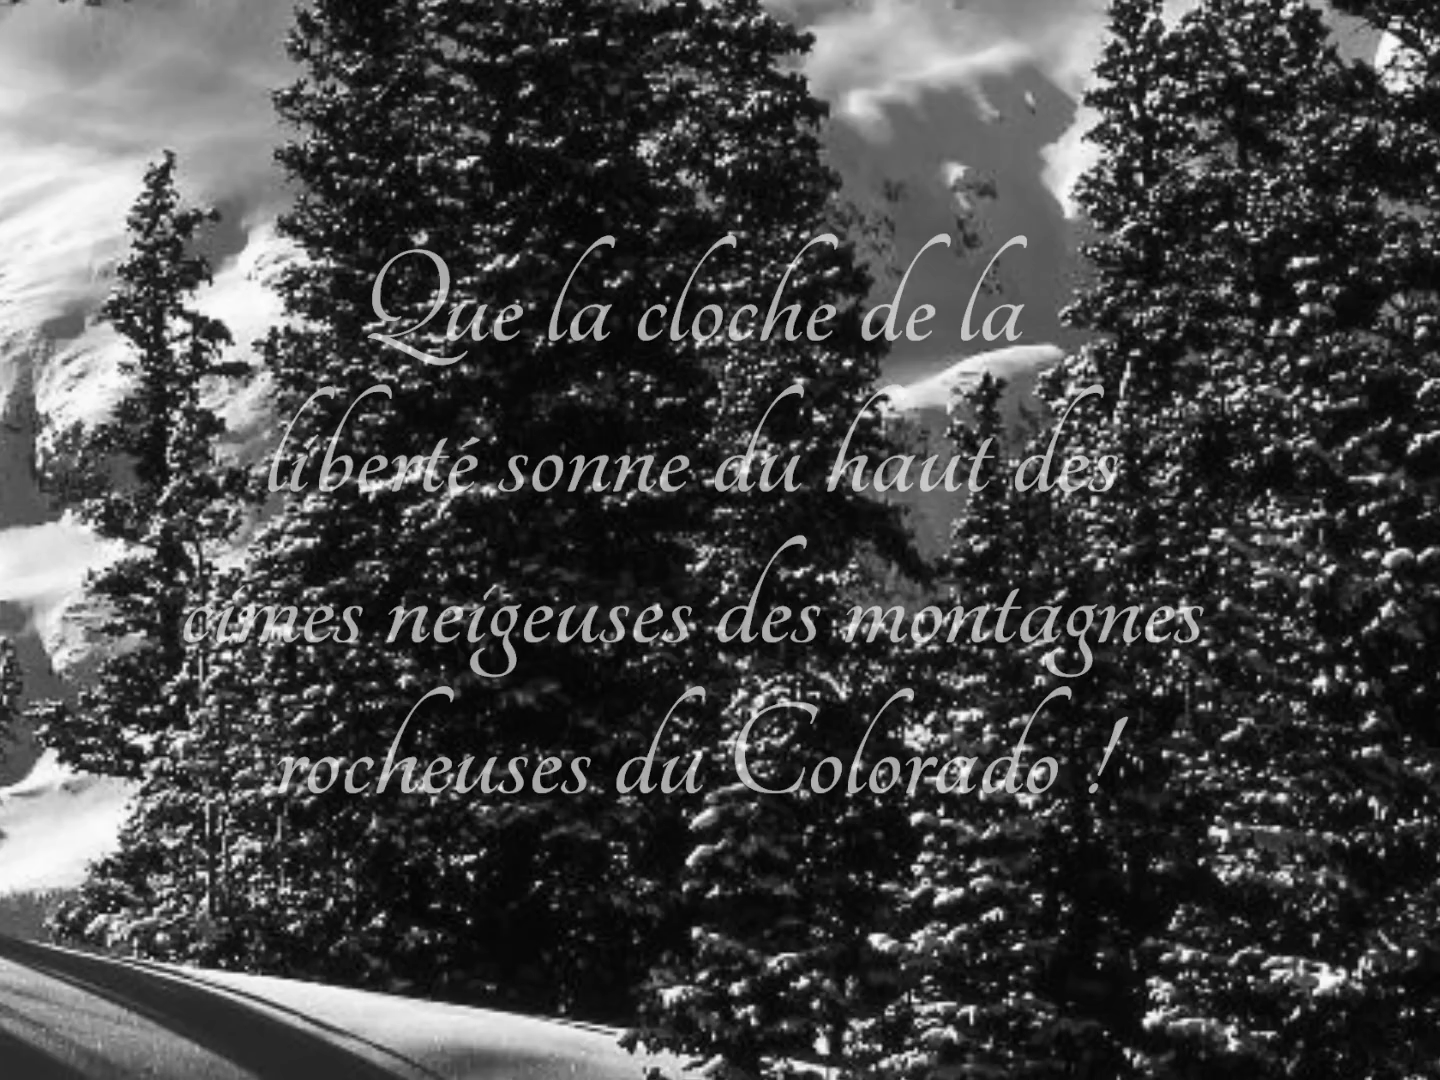 Que la cloche de la
liberté sonne du haut des
cimes neigeuses des montagnes
rocheuses du Colorado !